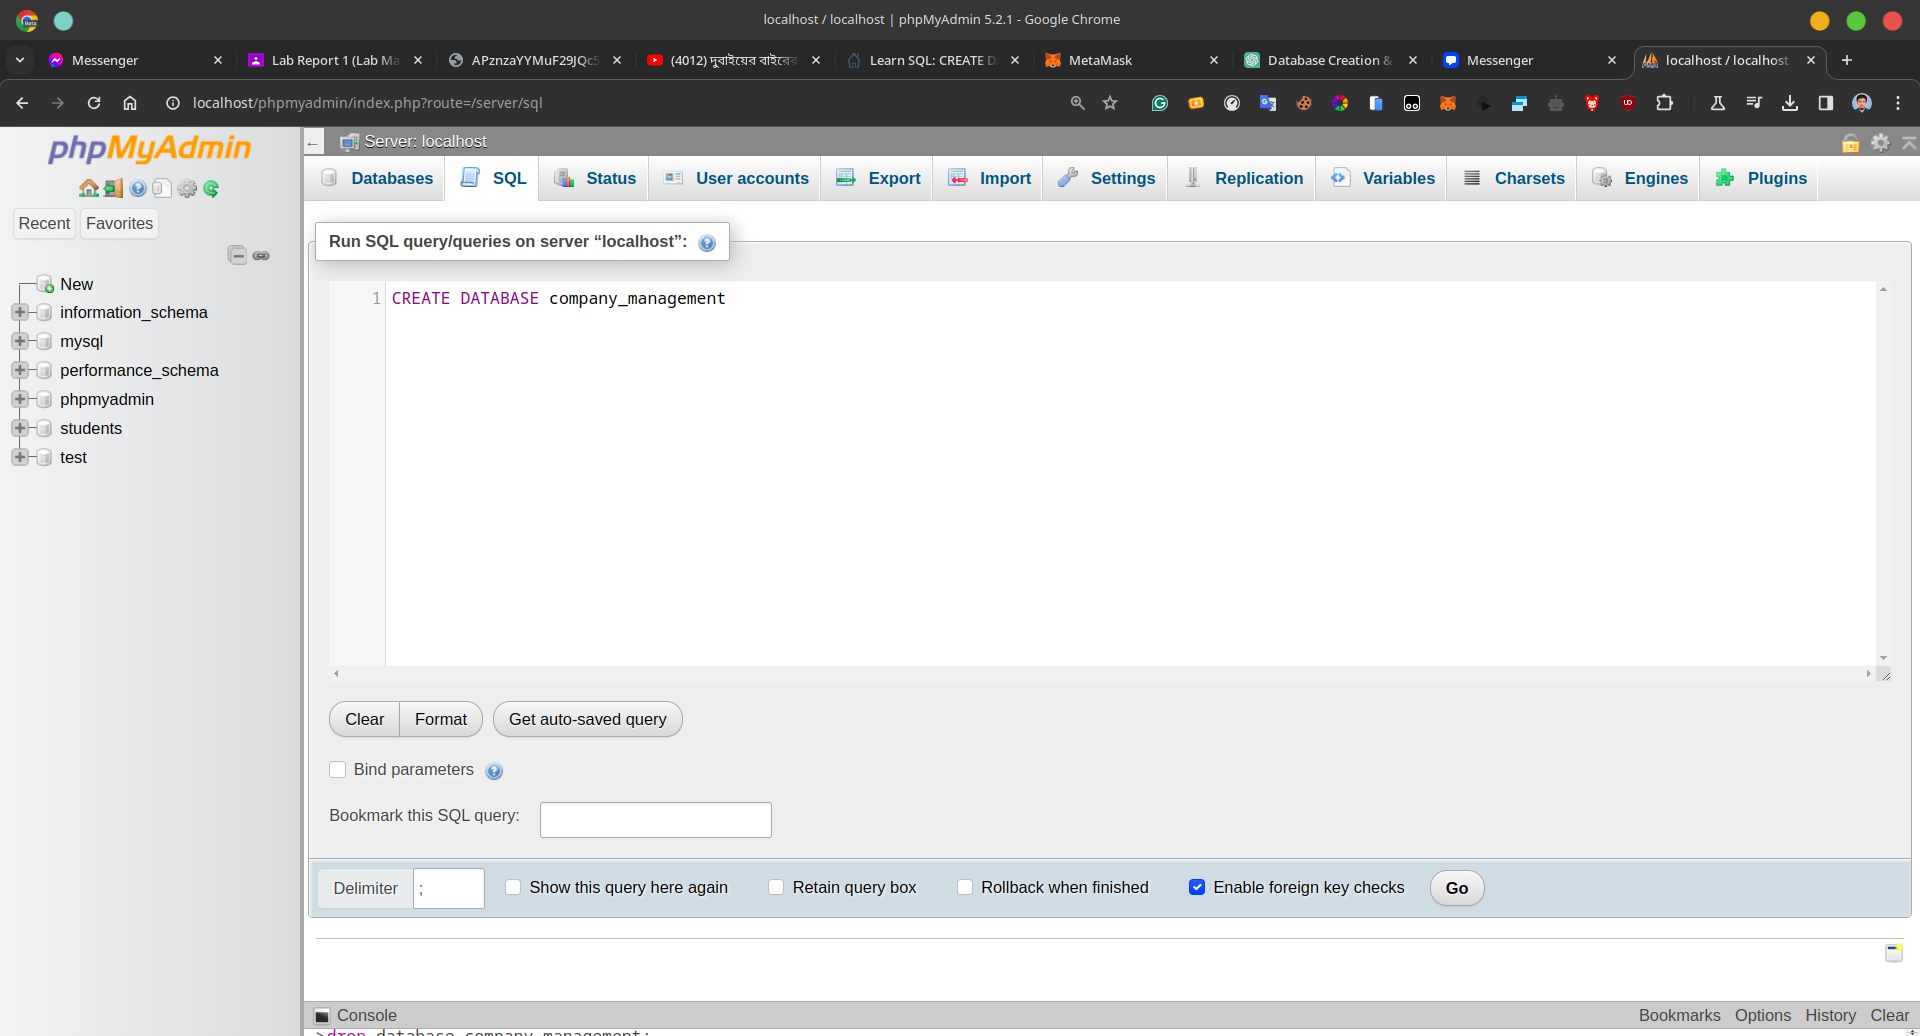 localhost / localhost | phpMyAdmin 5.2.1 - Google Chrome
Messenger
Lab Report 1 (Lab Ma
APznzaYYMuF29JQc5
(4012) দুবাইয়ের বাইরের
Learn SQL: CREATE D
MetaMask
Database Creation &
Messenger
localhost / localhost
localhost/phpmyadmin/index.php?route=/server/sql
phpMyAdmin
Recent
Favorites
New
information_schema
mysql
performance_schema
phpmyadmin
students
test
Server: localhost
Databases
SQL
Status
User accounts
Export
Import
Settings
Replication
Variables
Charsets
Engines
Plugins
Run SQL query/queries on server “localhost”:
1 CREATE DATABASE company_management
Clear
Format
Get auto-saved query
Bind parameters
Bookmark this SQL query:
Delimiter ;
Show this query here again
Retain query box
Rollback when finished
Enable foreign key checks
Go
Console
Bookmarks
Options
History
Clear
>drop database company_management;